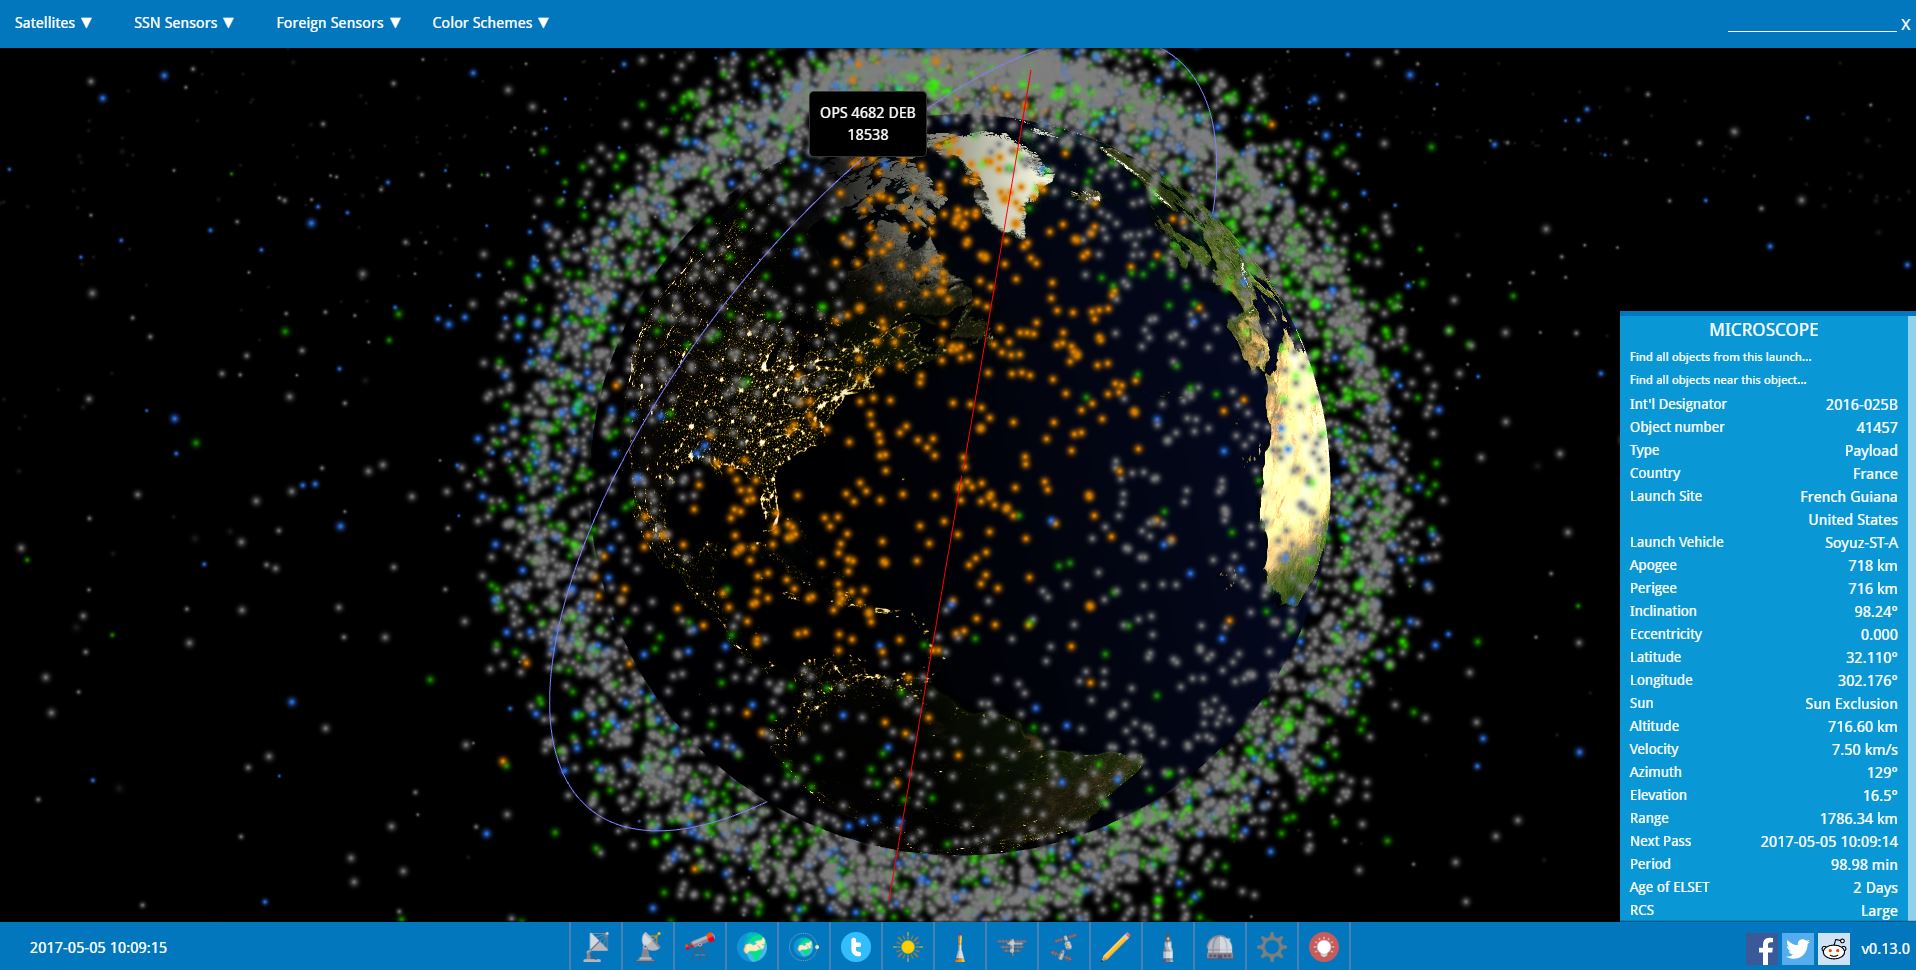 Satellites ▼ SSN Sensors ▼ Foreign Sensors ▼ Color Schemes ▼ X
OPS 4682 DEB
18538
MICROSCOPE
Find all objects from this launch...
Find all objects near this object...
Int'l Designator 2016-025B
Object number 41457
Type Payload
Country France
Launch Site French Guiana
United States
Launch Vehicle Soyuz-ST-A
Apogee 718 km
Perigee 716 km
Inclination 98.24°
Eccentricity 0.000
Latitude 32.110°
Longitude 302.176°
Sun Sun Exclusion
Altitude 716.60 km
Velocity 7.50 km/s
Azimuth 129°
Elevation 16.5°
Range 1786.34 km
Next Pass 2017-05-05 10:09:14
Period 98.98 min
Age of ELSET 2 Days
RCS Large
2017-05-05 10:09:15 v0.13.0